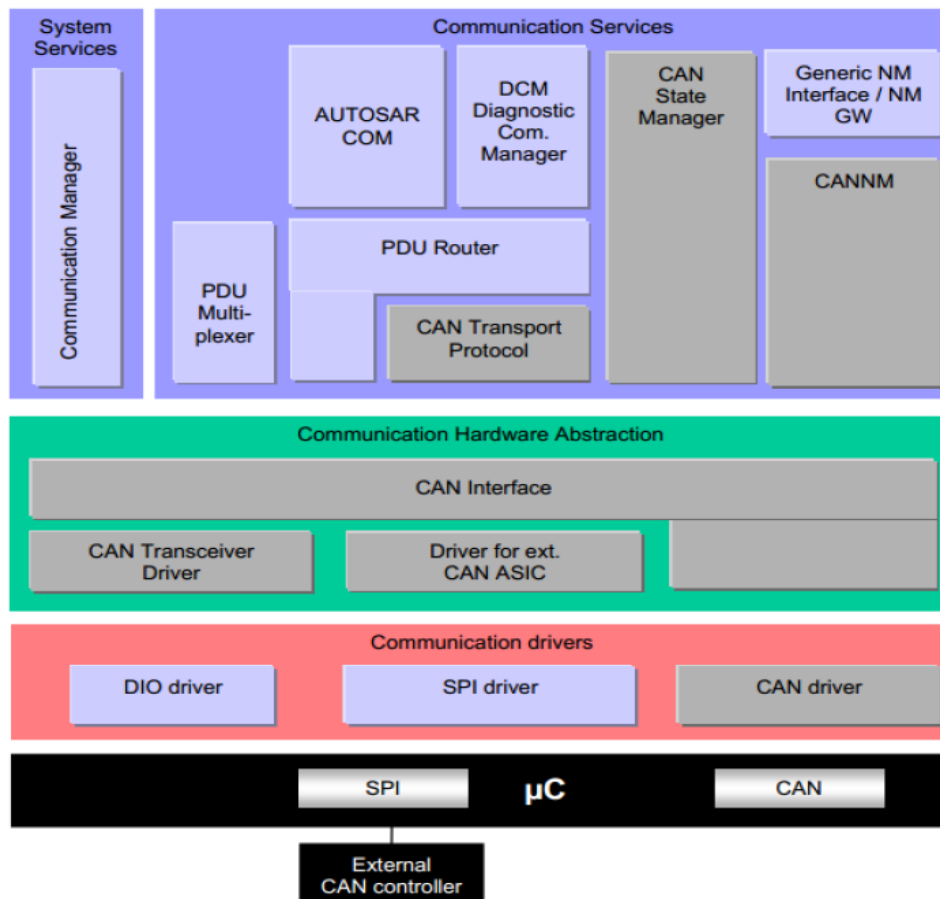 System
Services
Communication Manager
Communication Services
AUTOSAR
COM
DCM
Diagnostic
Com.
Manager
CAN
State
Manager
Generic NM
Interface / NM
GW
CANNM
PDU Router
PDU
Multi-
plexer
CAN Transport
Protocol
Communication Hardware Abstraction
CAN Interface
CAN Transceiver
Driver
Driver for ext.
CAN ASIC
Communication drivers
DIO driver
SPI driver
CAN driver
SPI
µC
CAN
External
CAN controller